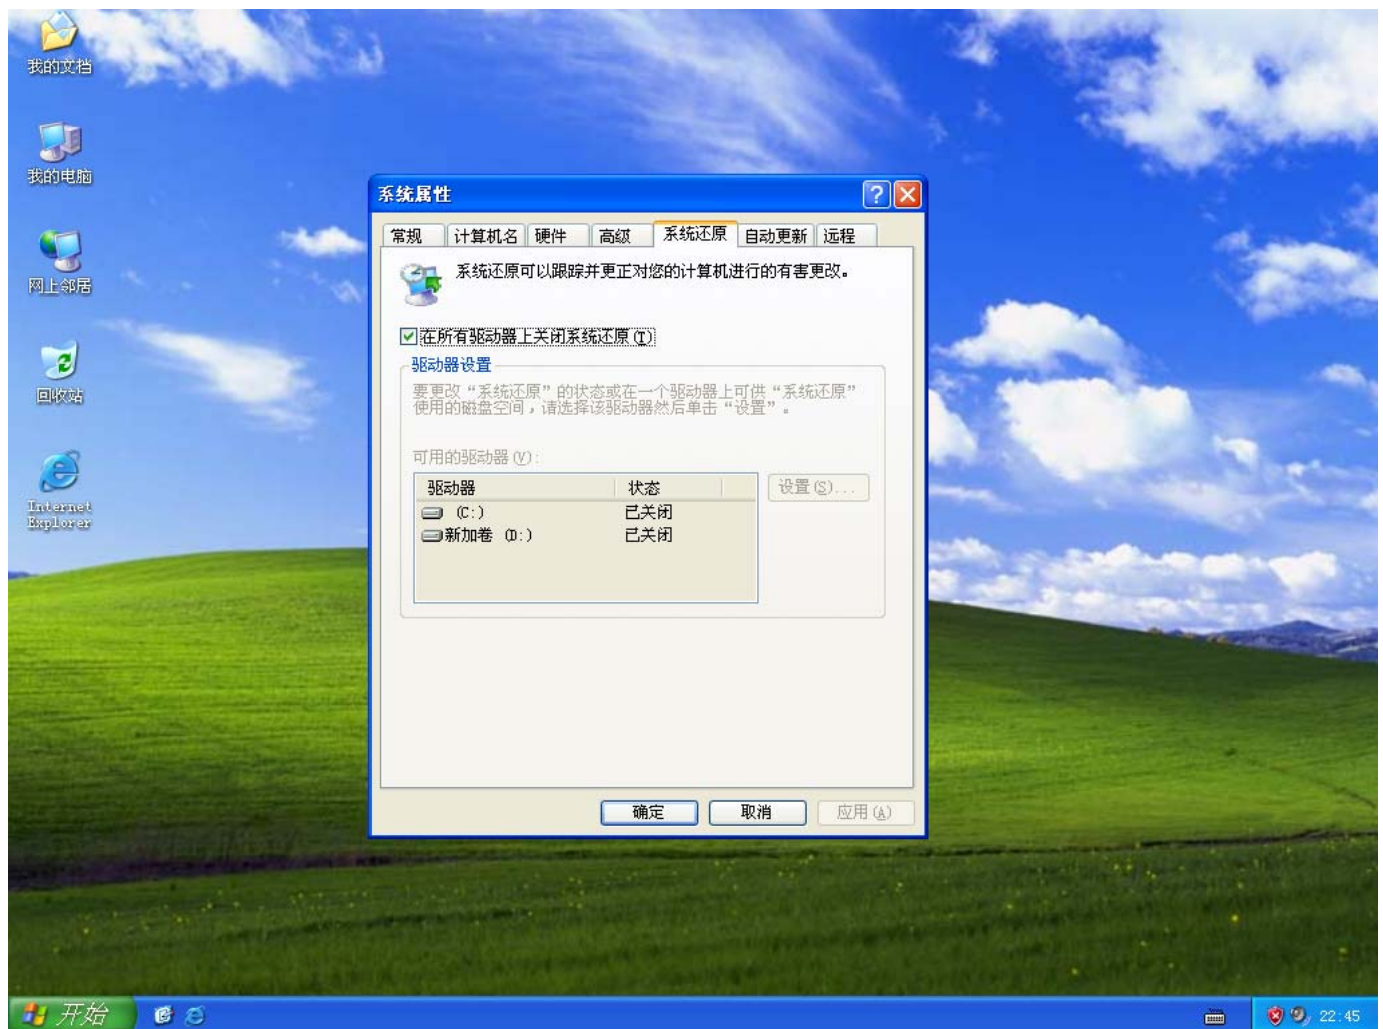 我的文档
我的电脑
网上邻居
回收站
Internet
Explorer
系统属性
常规 计算机名 硬件 高级 系统还原 自动更新 远程
系统还原可以跟踪并更正对您的计算机进行的有害更改。
在所有驱动器上关闭系统还原(T)
驱动器设置
要更改“系统还原”的状态或在一个驱动器上可供“系统还原”
使用的磁盘空间，请选择该驱动器然后单击“设置”。
可用的驱动器(V):
驱动器 状态
设置(S)...
(C:) 已关闭
新加卷 (D:) 已关闭
确定 取消 应用(A)
开始
22:45